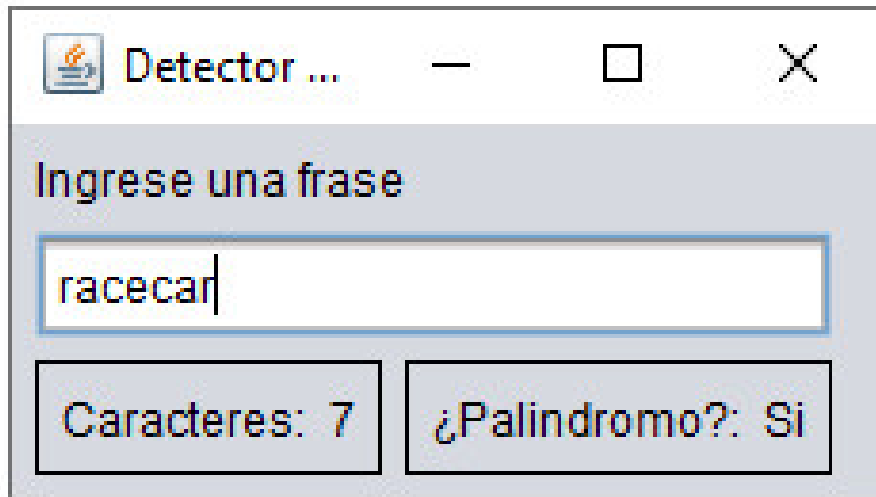 Detector ...
Ingrese una frase
racecar
Caracteres: 7 ¿Palindromo?: Si